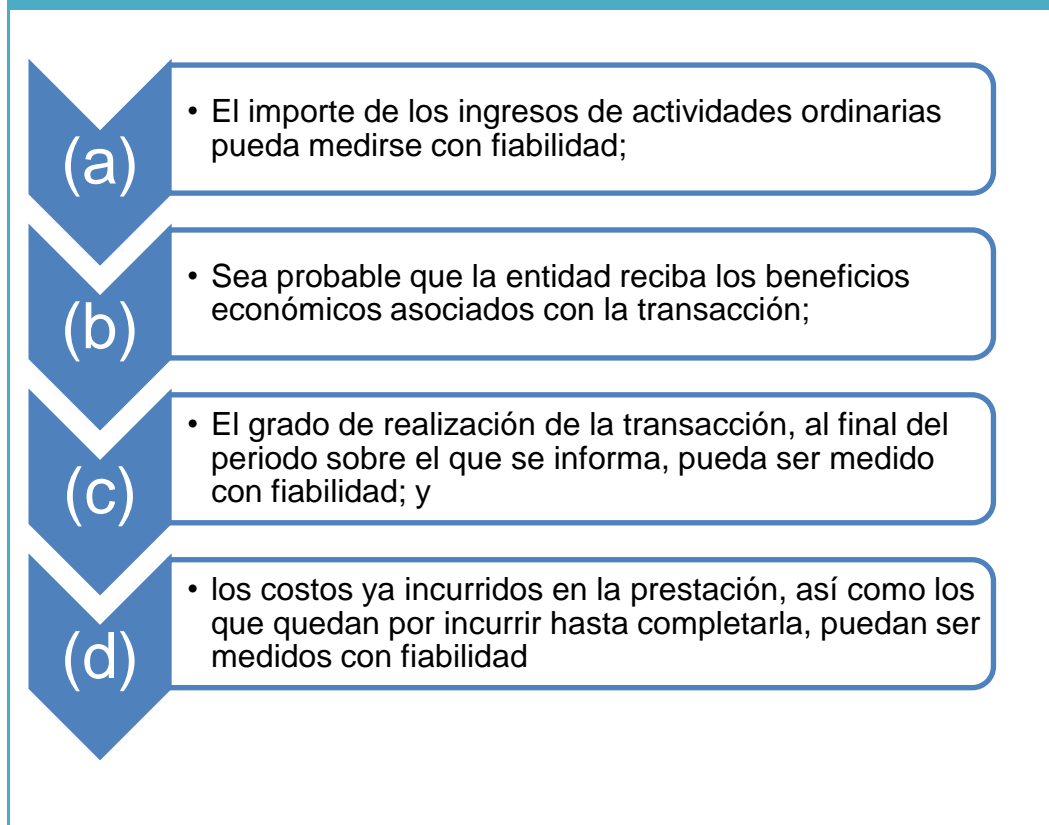 (a)
• El importe de los ingresos de actividades ordinarias
pueda medirse con fiabilidad;
(b)
• Sea probable que la entidad reciba los beneficios
económicos asociados con la transacción;
(c)
• El grado de realización de la transacción, al final del
periodo sobre el que se informa, pueda ser medido
con fiabilidad; y
(d)
• los costos ya incurridos en la prestación, así como los
que quedan por incurrir hasta completarla, puedan ser
medidos con fiabilidad